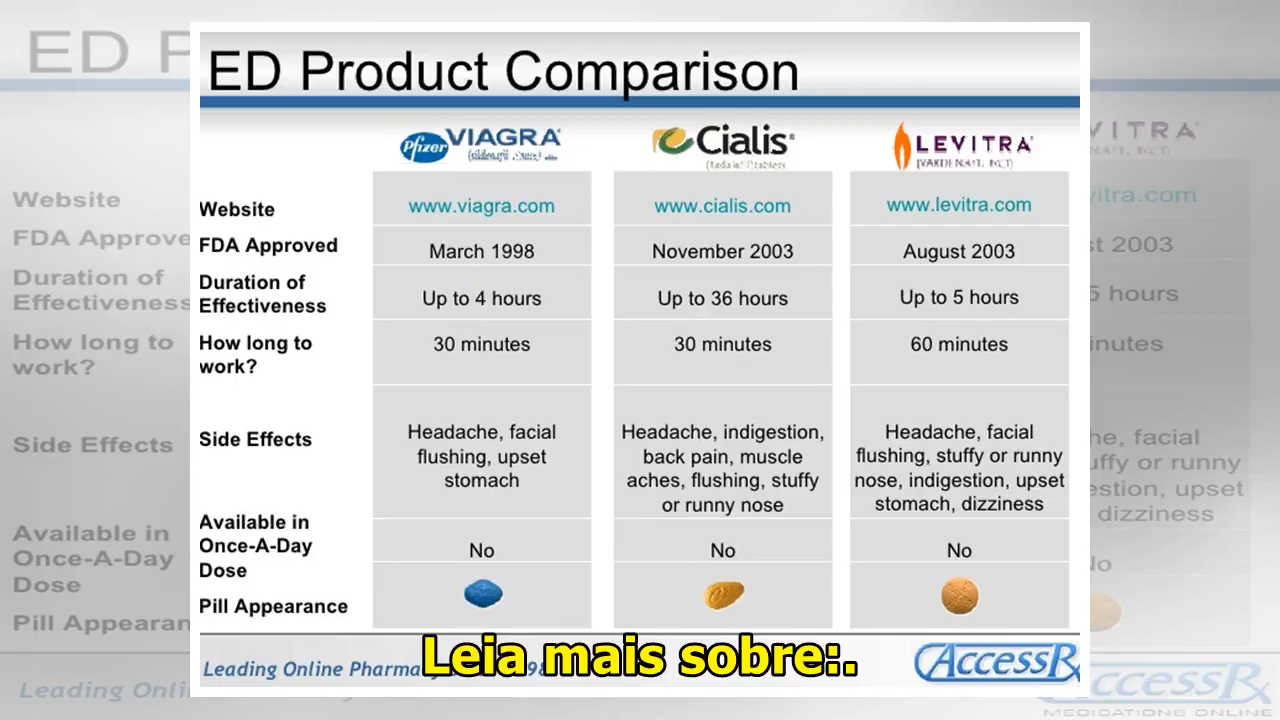 ED Product Comparison
Pfizer VIAGRA®
Cialis®
LEVITRA®
Website
www.viagra.com
www.cialis.com
www.levitra.com
FDA Approved
March 1998
November 2003
August 2003
Duration of
Effectiveness
Up to 4 hours
Up to 36 hours
Up to 5 hours
How long to
work?
30 minutes
30 minutes
60 minutes
Side Effects
Headache, facial
flushing, upset
stomach
Headache, indigestion,
back pain, muscle
aches, flushing, stuffy
or runny nose
Headache, facial
flushing, stuffy or runny
nose, indigestion, upset
stomach, dizziness
Available in
Once-A-Day
Dose
No
No
No
Pill Appearance
Leading Online Pharma
Leia mais sobre:.
AccessRx
MEDICATIONS ONLINE